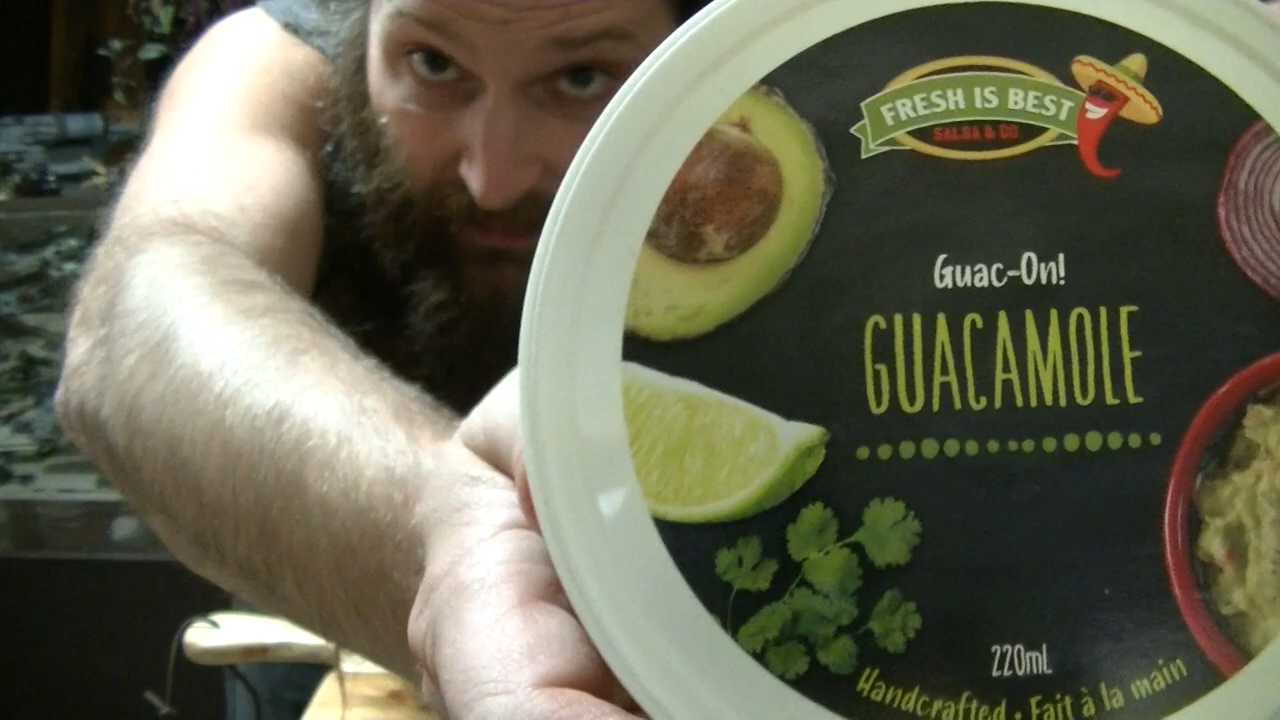 FRESH IS BEST
SALSA & CO
Guac-On!
GUACAMOLE
220mL
Handcrafted • Fait à la main